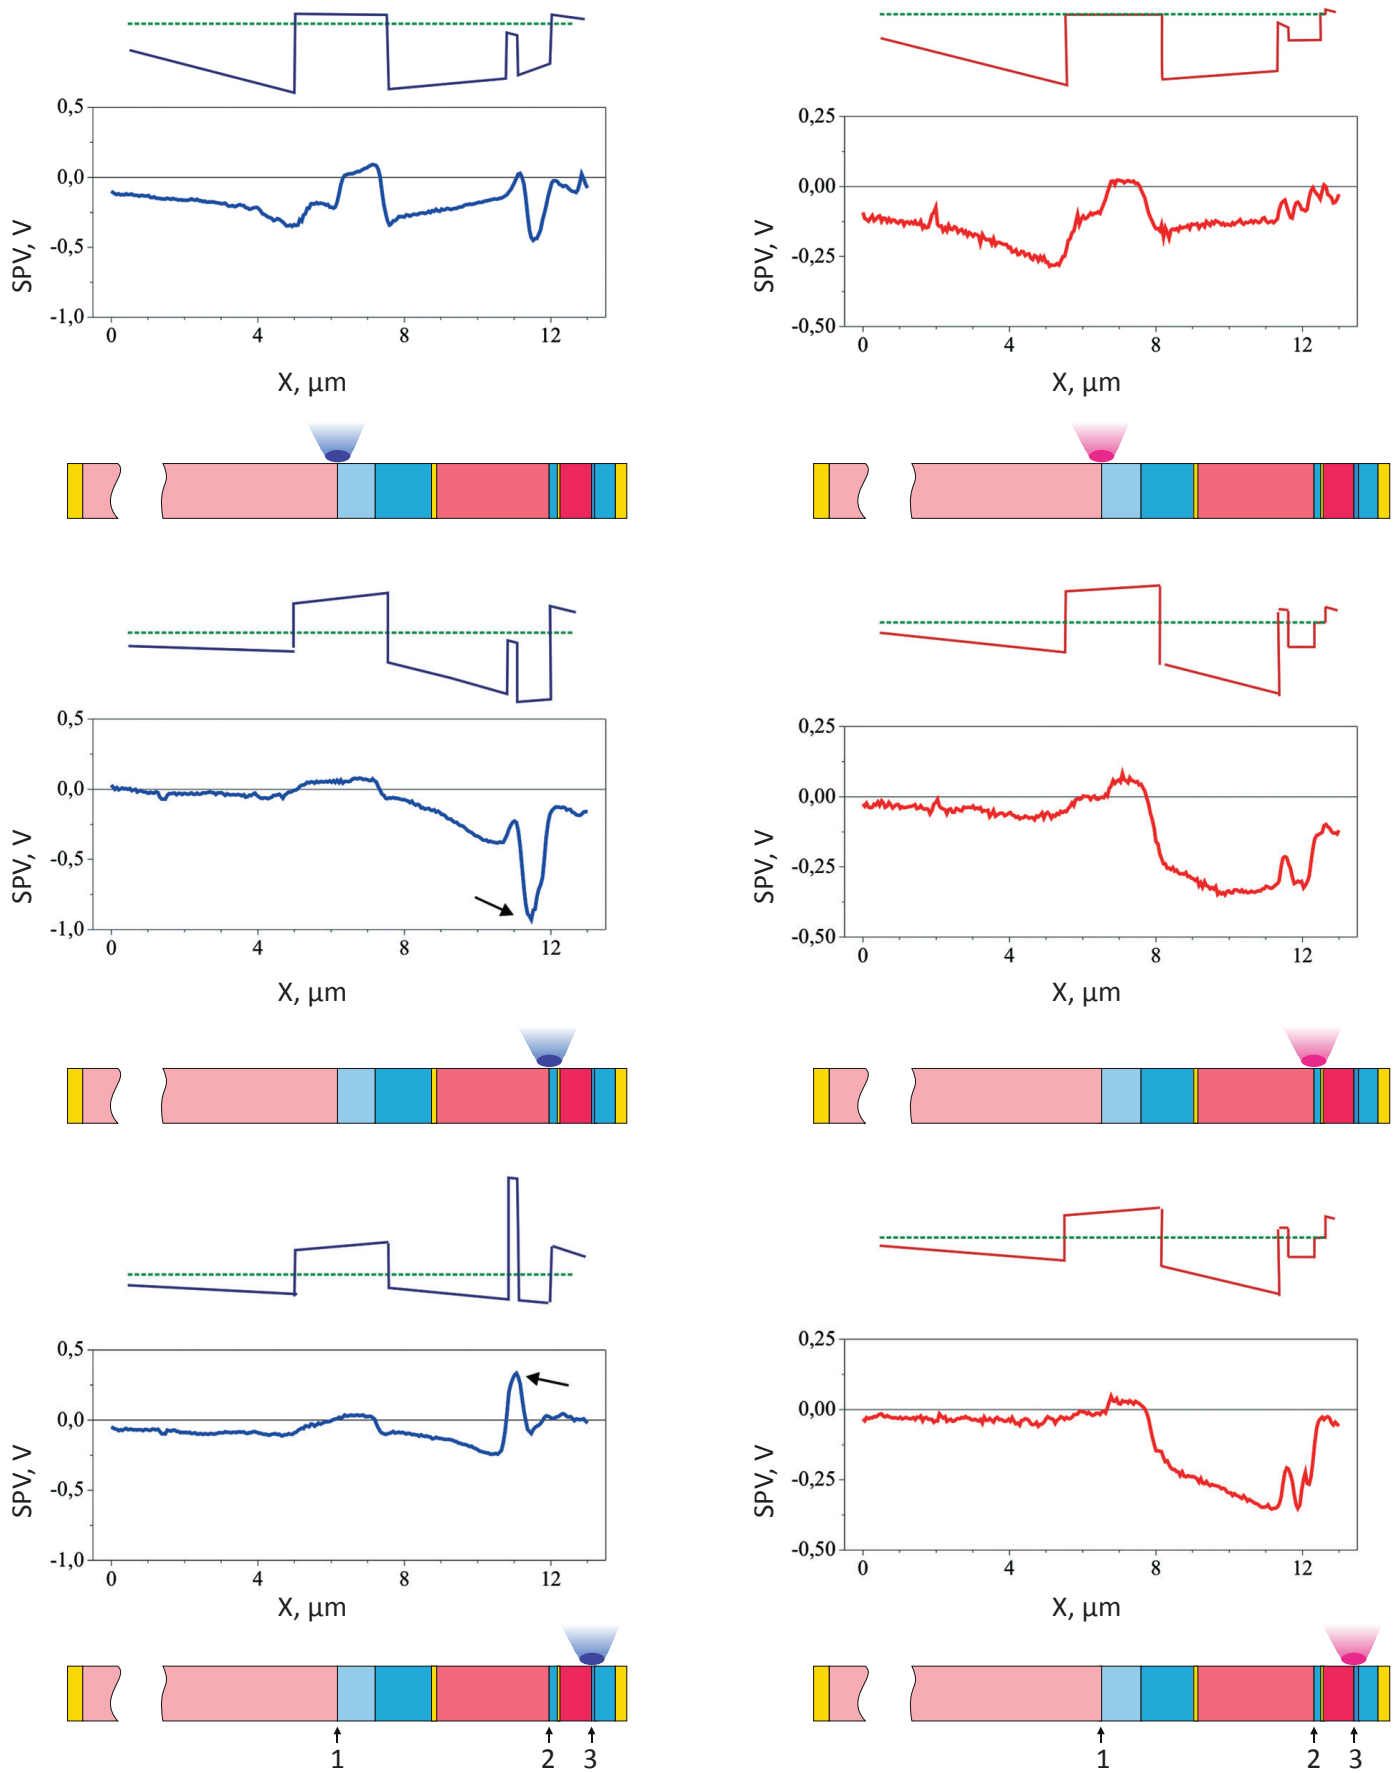 0,5
0,0
-0,5
-1,0
SPV, V
0 4 8 12
X, μm
0,25
0,00
-0,25
-0,50
SPV, V
0 4 8 12
X, μm
0,5
0,0
-0,5
-1,0
SPV, V
0 4 8 12
X, μm
0,25
0,00
-0,25
-0,50
SPV, V
0 4 8 12
X, μm
0,5
0,0
-0,5
-1,0
SPV, V
0 4 8 12
X, μm
0,25
0,00
-0,25
-0,50
SPV, V
0 4 8 12
X, μm
1 2 3
1 2 3